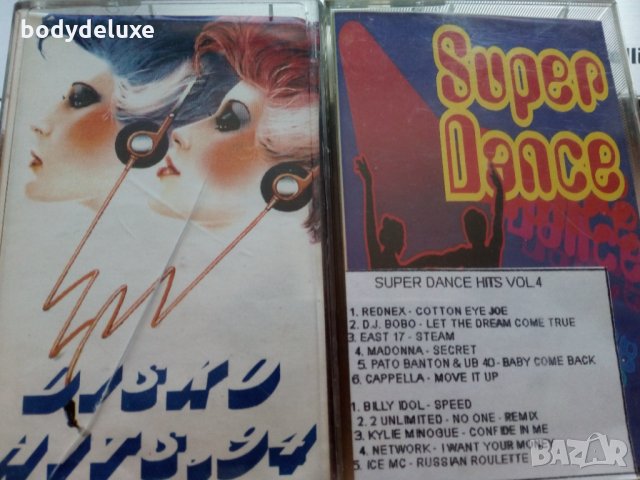 bodydeluxe
DISKO
HITS.94
Super
Dance
SUPER DANCE HITS VOL.4
1. REDNEX - COTTON EYE JOE
2. D.J. BOBO - LET THE DREAM COME TRUE
3. EAST 17 - STEAM
4. MADONNA - SECRET
5. PATO BANTON & UB 40 - BABY COME BACK
6. CAPPELLA - MOVE IT UP
1. BILLY IDOL - SPEED
2. 2 UNLIMITED - NO ONE - REMIX
3. KYLIE MINOGUE - CONFIDE IN ME
4. NETWORK - I WANT YOUR MONEY
5. ICE MC - RUSSIAN ROULETTE
BAZAR